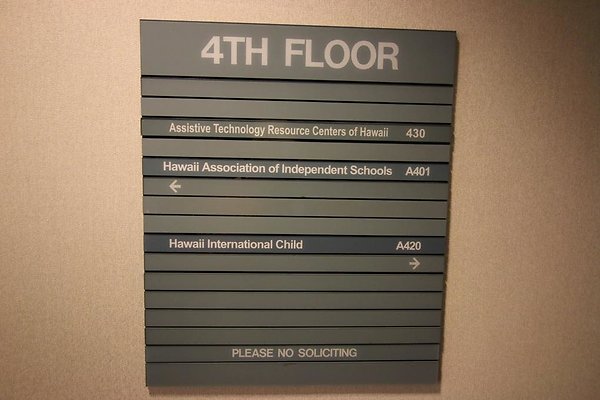 4TH FLOOR
Assistive Technology Resource Centers of Hawaii 430
Hawaii Association of Independent Schools A401
←
Hawaii International Child A420
→
PLEASE NO SOLICITING